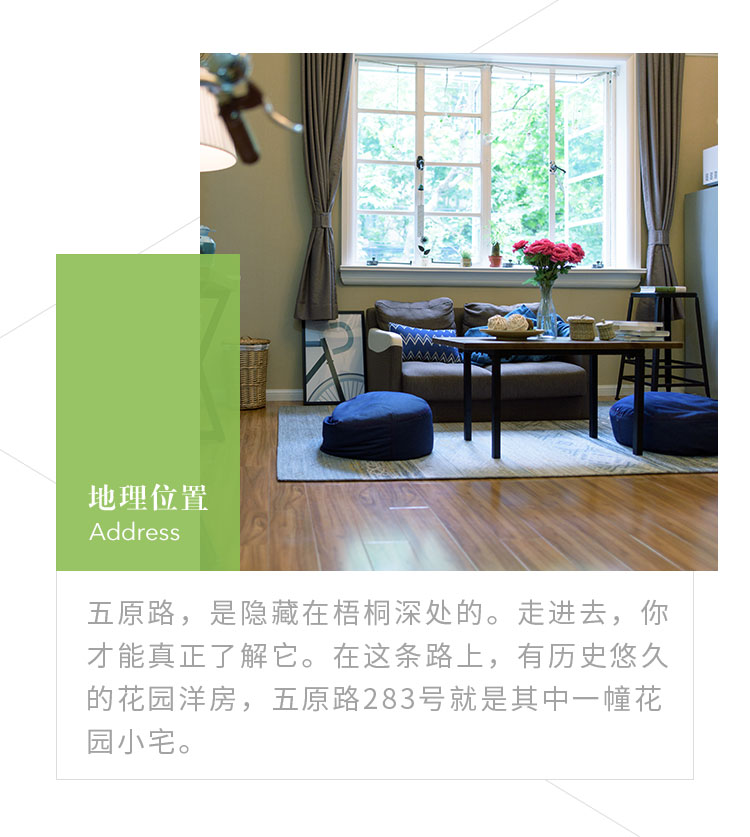 地理位置
Address
五原路，是隐藏在梧桐深处的。走进去，你
才能真正了解它。在这条路上，有历史悠久
的花园洋房，五原路283号就是其中一幢花
园小宅。